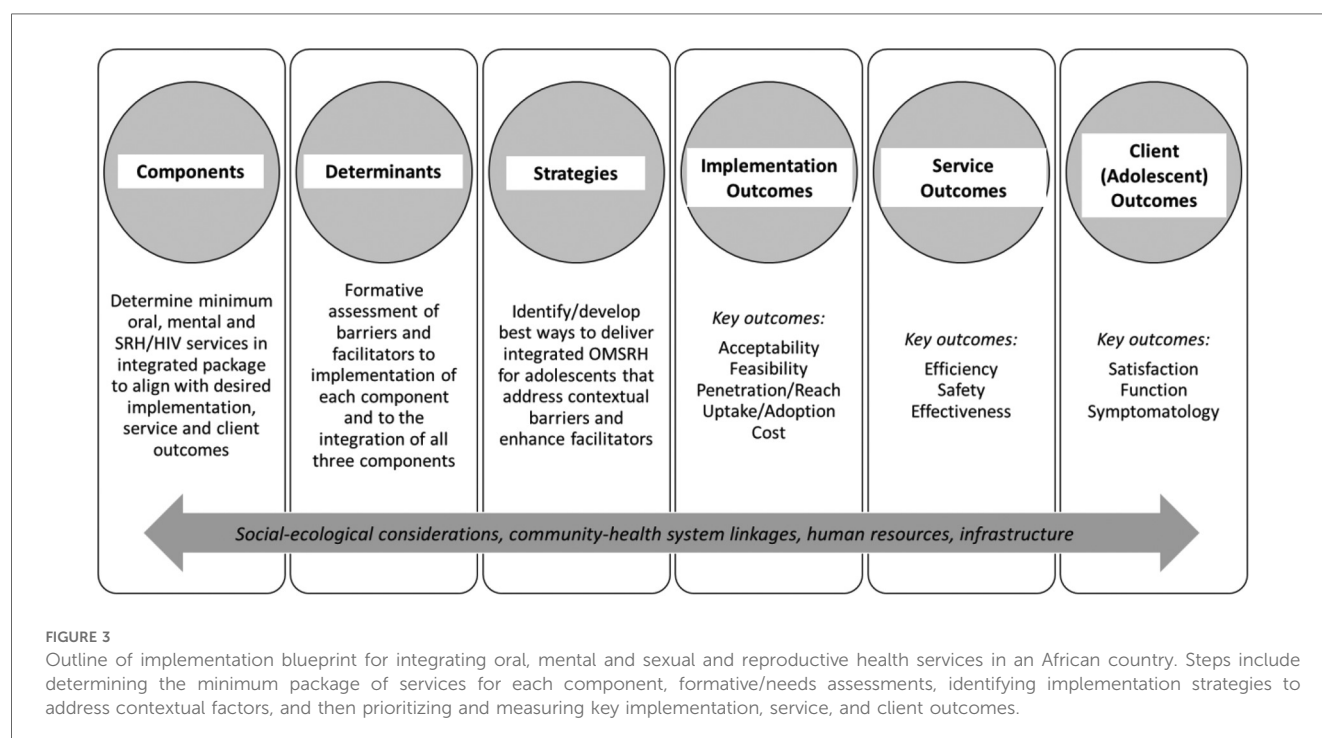 Components
Determine minimum
oral, mental and
SRH/HIV services in
integrated package
to align with desired
implementation,
service and client
outcomes
Determinants
Formative
assessment of
barriers and
facilitators to
implementation of
each component
and to the
integration of all
three components
Strategies
Identify/develop
best ways to deliver
integrated OMSRH
for adolescents that
address contextual
barriers and
enhance facilitators
Implementation
Outcomes
Key outcomes:
Acceptability
Feasibility
Penetration/Reach
Uptake/Adoption
Cost
Service
Outcomes
Key outcomes:
Efficiency
Safety
Effectiveness
Client
(Adolescent)
Outcomes
Key outcomes:
Satisfaction
Function
Symptomatology
Social-ecological considerations, community-health system linkages, human resources, infrastructure
FIGURE 3
Outline of implementation blueprint for integrating oral, mental and sexual and reproductive health services in an African country. Steps include
determining the minimum package of services for each component, formative/needs assessments, identifying implementation strategies to
address contextual factors, and then prioritizing and measuring key implementation, service, and client outcomes.